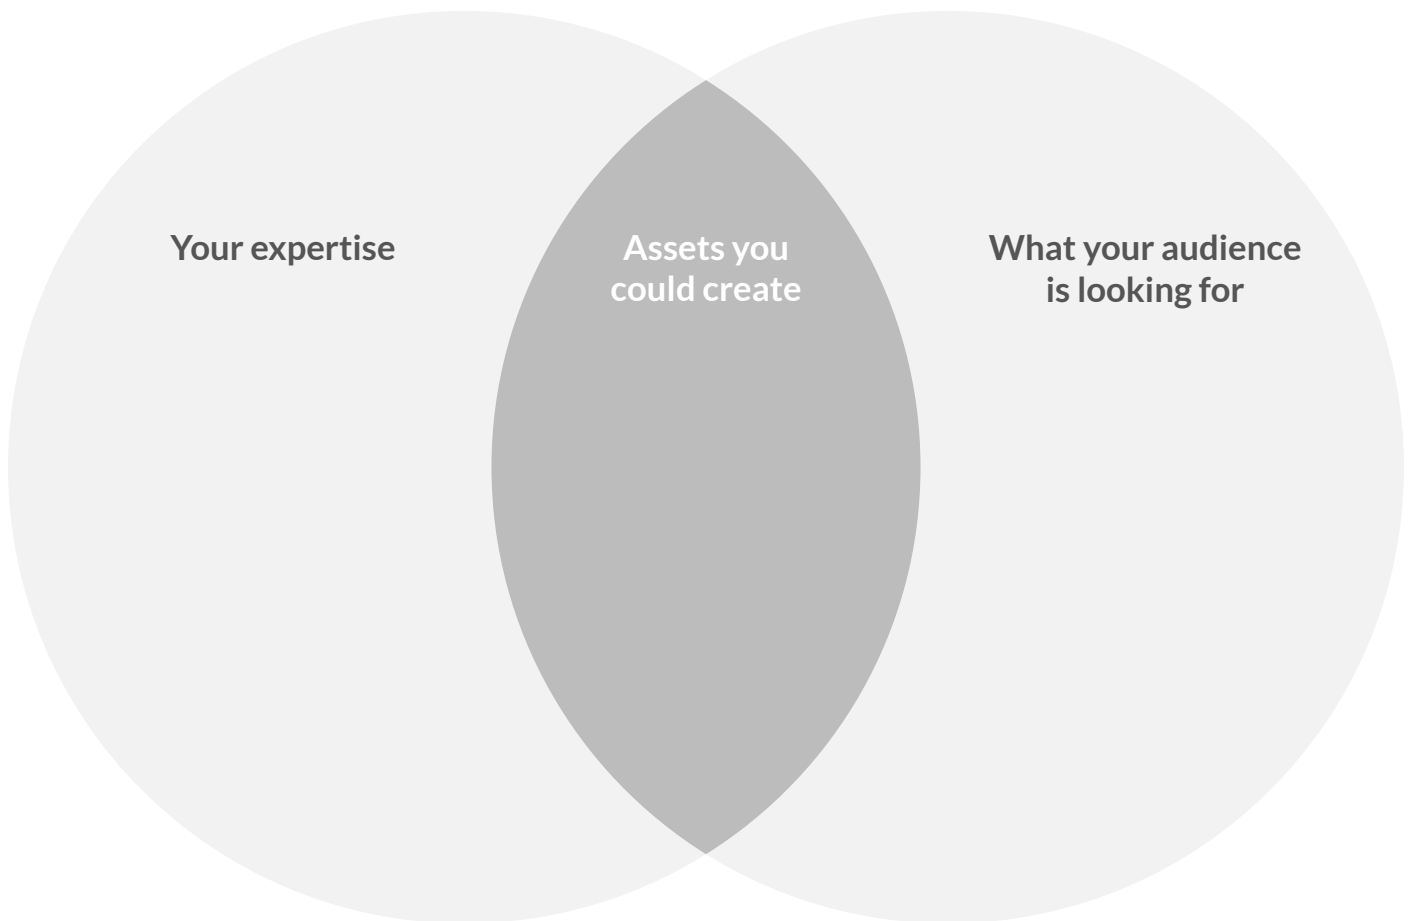 Your expertise
Assets you
could create
What your audience
is looking for